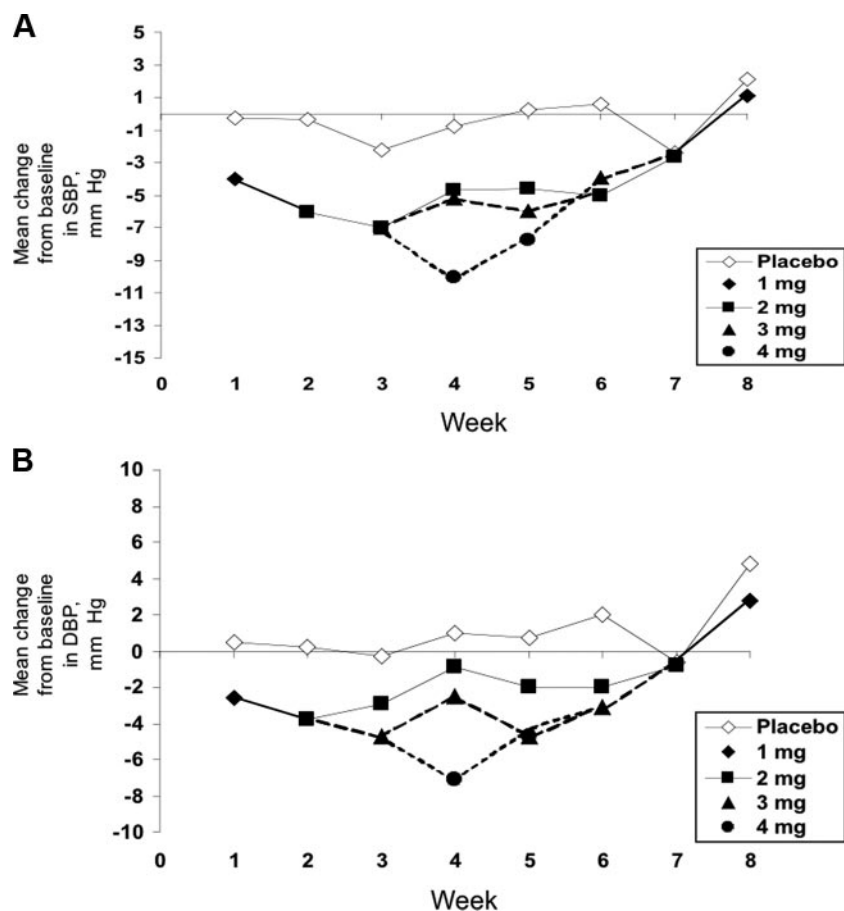 A
5
1
-1
-3
-5
-7
-9
-11
-13
-15
Mean change
from baseline
in SBP,
mm Hg
Placebo
1 mg
2 mg
3 mg
4 mg
0 1 2 3 4 5 6 7 8
Week
B
10
8
6
4
2
0
-2
-4
-6
-8
-10
Mean change
from baseline
in DBP,
mm Hg
Placebo
1 mg
2 mg
3 mg
4 mg
0 1 2 3 4 5 6 7 8
Week